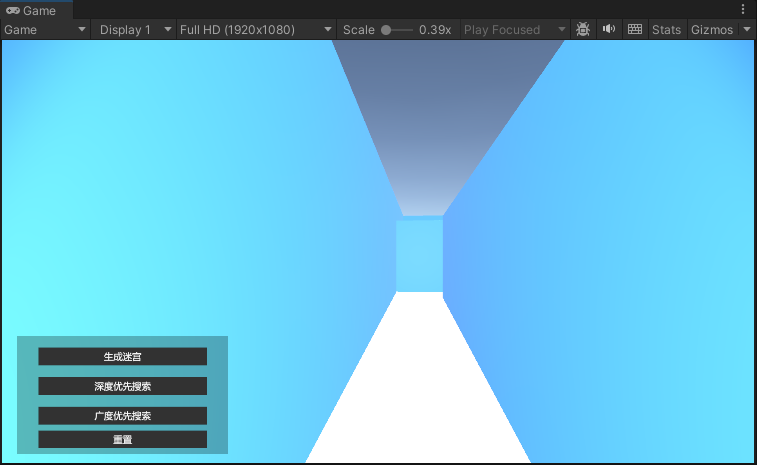 Game
Game
Display 1
Full HD (1920x1080)
Scale
0.39x
Play Focused
Stats
Gizmos
生成迷宫
深度优先搜索
广度优先搜索
重置